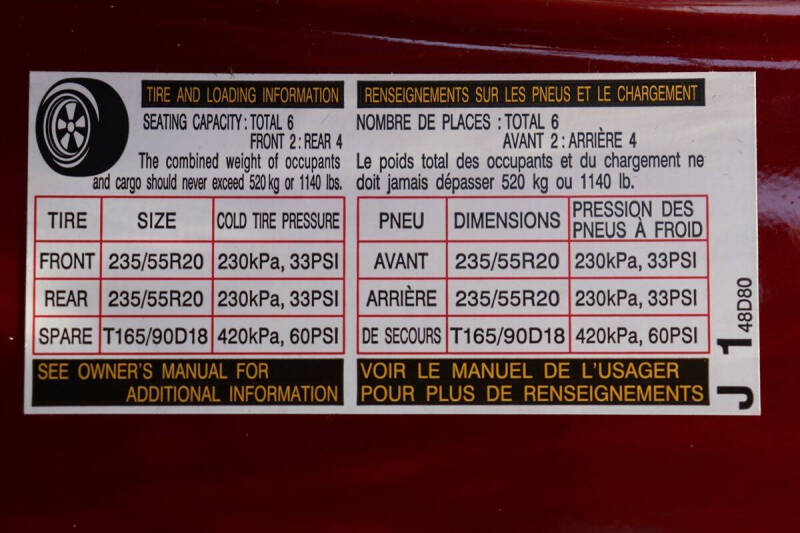 TIRE AND LOADING INFORMATION
SEATING CAPACITY : TOTAL 6
FRONT 2 : REAR 4
The combined weight of occupants
and cargo should never exceed 520 kg or 1140 lbs.
TIRE SIZE COLD TIRE PRESSURE
FRONT 235/55R20 230kPa, 33PSI
REAR 235/55R20 230kPa, 33PSI
SPARE T165/90D18 420kPa, 60PSI
SEE OWNER'S MANUAL FOR
ADDITIONAL INFORMATION
RENSEIGNEMENTS SUR LES PNEUS ET LE CHARGEMENT
NOMBRE DE PLACES : TOTAL 6
AVANT 2 : ARRIÈRE 4
Le poids total des occupants et du chargement ne
doit jamais dépasser 520 kg ou 1140 lb.
PNEU DIMENSIONS PRESSION DES
PNEUS À FROID
AVANT 235/55R20 230kPa, 33PSI
ARRIÈRE 235/55R20 230kPa, 33PSI
DE SECOURS T165/90D18 420kPa, 60PSI
VOIR LE MANUEL DE L'USAGER
POUR PLUS DE RENSEIGNEMENTS
J 1
48D80